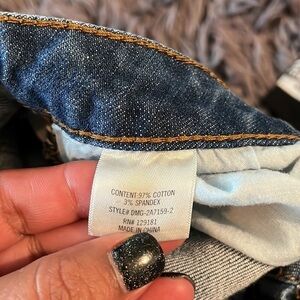 CONTENT:97% COTTON
3% SPANDEX
STYLE# DMG-2A7159-2
RN# 129181
MADE IN CHINA